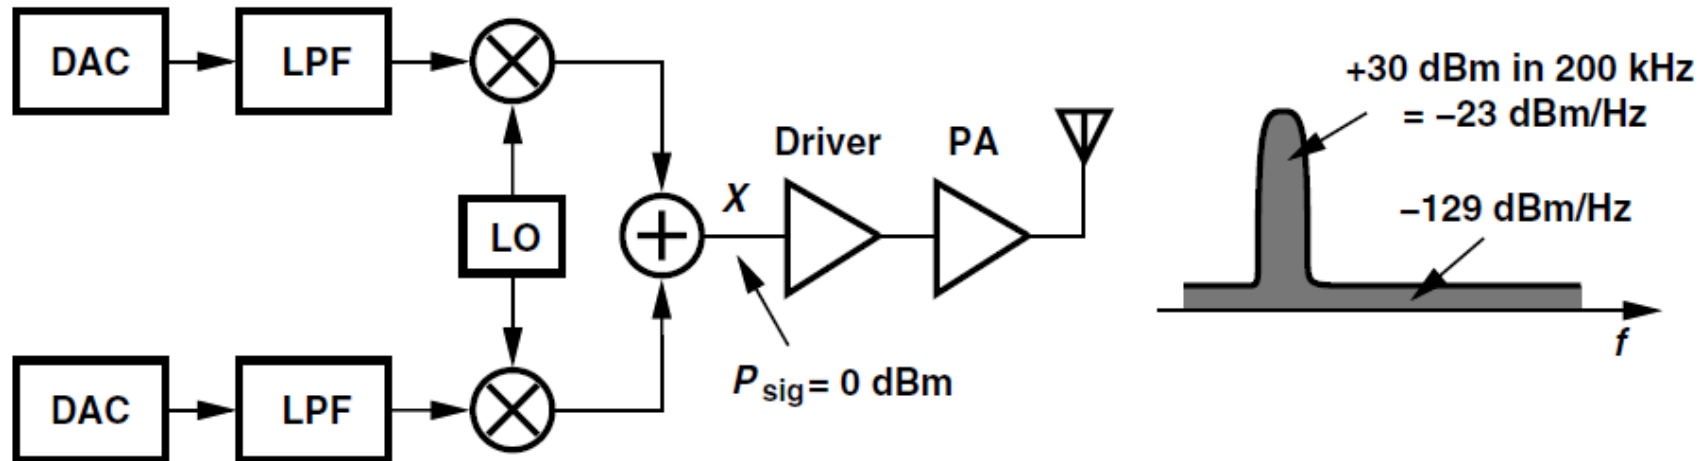 DAC
LPF
+30 dBm in 200 kHz
= –23 dBm/Hz
Driver
PA
X
–129 dBm/Hz
LO
f
Psig= 0 dBm
DAC
LPF